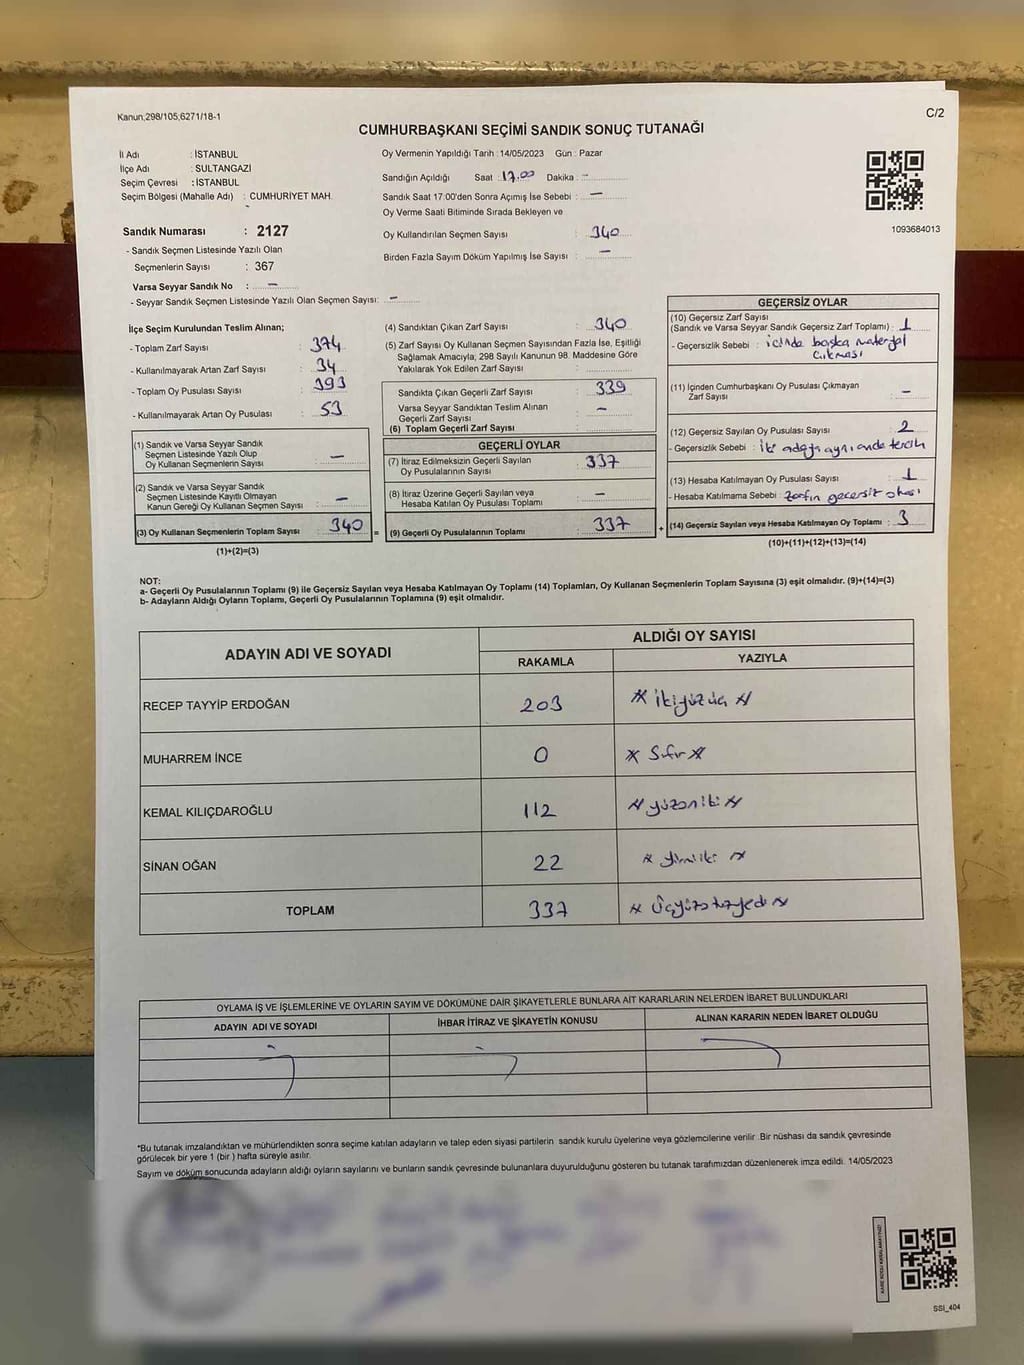 Kanun;298/105;6271/18-1
C/2
CUMHURBAŞKANI SEÇİMİ SANDIK SONUÇ TUTANAĞI
İl Adı : İSTANBUL
İlçe Adı : SULTANGAZİ
Seçim Çevresi : İSTANBUL
Seçim Bölgesi (Mahalle Adı) : CUMHURİYET MAH.
Sandık Numarası : 2127
- Sandık Seçmen Listesinde Yazılı Olan
Seçmenlerin Sayısı : 367
Varsa Seyyar Sandık No : –
- Seyyar Sandık Seçmen Listesinde Yazılı Olan Seçmen Sayısı: –
Oy Vermenin Yapıldığı Tarih : 14/05/2023 Gün : Pazar
Sandığın Açıldığı Saat : 17.00 Dakika : –
Sandık Saat 17:00'den Sonra Açımış İse Sebebi : –
Oy Verme Saati Bitiminde Sırada Bekleyen ve
Oy Kullandırılan Seçmen Sayısı : 340
Birden Fazla Sayım Döküm Yapılmış İse Sayısı : –
1093684013
İlçe Seçim Kurulundan Teslim Alınan;
- Toplam Zarf Sayısı : 374
- Kullanılmayarak Artan Zarf Sayısı : 34
- Toplam Oy Pusulası Sayısı : 393
- Kullanılmayarak Artan Oy Pusulası : 53
(1) Sandık ve Varsa Seyyar Sandık
Seçmen Listesinde Yazılı Olup
Oy Kullanan Seçmenlerin Sayısı : –
(2) Sandık ve Varsa Seyyar Sandık
Seçmen Listesinde Kayıtlı Olmayan
Kanun Gereği Oy Kullanan Seçmen Sayısı : –
(3) Oy Kullanan Seçmenlerin Toplam Sayısı : 340
(1)+(2)=(3)
=
(4) Sandıktan Çıkan Zarf Sayısı : 340
(5) Zarf Sayısı Oy Kullanan Seçmen Sayısından Fazla İse, Eşitliği
Sağlamak Amacıyla; 298 Sayılı Kanunun 98. Maddesine Göre
Yakılarak Yok Edilen Zarf Sayısı :
Sandıkta Çıkan Geçerli Zarf Sayısı : 339
Varsa Seyyar Sandıktan Teslim Alınan
Geçerli Zarf Sayısı : –
(6) Toplam Geçerli Zarf Sayısı :
GEÇERLİ OYLAR
(7) İtiraz Edilmeksizin Geçerli Sayılan
Oy Pusulalarının Sayısı : 337
(8) İtiraz Üzerine Geçerli Sayılan veya
Hesaba Katılan Oy Pusulası Toplamı : –
(9) Geçerli Oy Pusulalarının Toplamı : 337
+
GEÇERSİZ OYLAR
(10) Geçersiz Zarf Sayısı
(Sandık ve Varsa Seyyar Sandık Geçersiz Zarf Toplamı) : 1
- Geçersizlik Sebebi : içinde başka materyal
çıkması
(11) İçinden Cumhurbaşkanı Oy Pusulası Çıkmayan
Zarf Sayısı : –
(12) Geçersiz Sayılan Oy Pusulası Sayısı : 2
- Geçersizlik Sebebi : iki adaya aynı anda tercih
(13) Hesaba Katılmayan Oy Pusulası Sayısı : 1
- Hesaba Katılmama Sebebi : zarfın geçersiz olması
(14) Geçersiz Sayılan veya Hesaba Katılmayan Oy Toplamı : 3
(10)+(11)+(12)+(13)=(14)
NOT:
a- Geçerli Oy Pusulalarının Toplamı (9) ile Geçersiz Sayılan veya Hesaba Katılmayan Oy Toplamı (14) Toplamları, Oy Kullanan Seçmenlerin Toplam Sayısına (3) eşit olmalıdır. (9)+(14)=(3)
b- Adayların Aldığı Oyların Toplamı, Geçerli Oy Pusulalarının Toplamına (9) eşit olmalıdır.
ADAYIN ADI VE SOYADI
ALDIĞI OY SAYISI
RAKAMLA YAZIYLA
RECEP TAYYİP ERDOĞAN 203 ikiyüzüç
MUHARREM İNCE 0 Sıfır
KEMAL KILIÇDAROĞLU 112 yüzoniki
SİNAN OĞAN 22 yirmiiki
TOPLAM 337 Üçyüzotuzyedi
OYLAMA İŞ VE İŞLEMLERİNE VE OYLARIN SAYIM VE DÖKÜMÜNE DAİR ŞİKAYETLERLE BUNLARA AİT KARARLARIN NELERDEN İBARET BULUNDUKLARI
ADAYIN ADI VE SOYADI İHBAR İTİRAZ VE ŞİKAYETİN KONUSU ALINAN KARARIN NEDEN İBARET OLDUĞU
*Bu tutanak imzalandıktan ve mühürlendikten sonra seçime katılan adayların ve talep eden siyasi partilerin sandık kurulu üyelerine veya gözlemcilerine verilir .Bir nüshası da sandık çevresinde
görülecek bir yere 1 (bir ) hafta süreyle asılır.
Sayım ve döküm sonucunda adayların aldığı oyların sayılarını ve bunların sandık çevresinde bulunanlara duyurulduğunu gösteren bu tutanak tarafımızdan düzenlenerek imza edildi. 14/05/2023
SSI_404